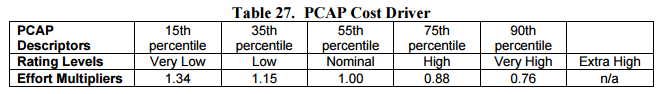 Table 27. PCAP Cost Driver
PCAP Descriptors 15th percentile 35th percentile 55th percentile 75th percentile 90th percentile
Rating Levels Very Low Low Nominal High Very High Extra High
Effort Multipliers 1.34 1.15 1.00 0.88 0.76 n/a